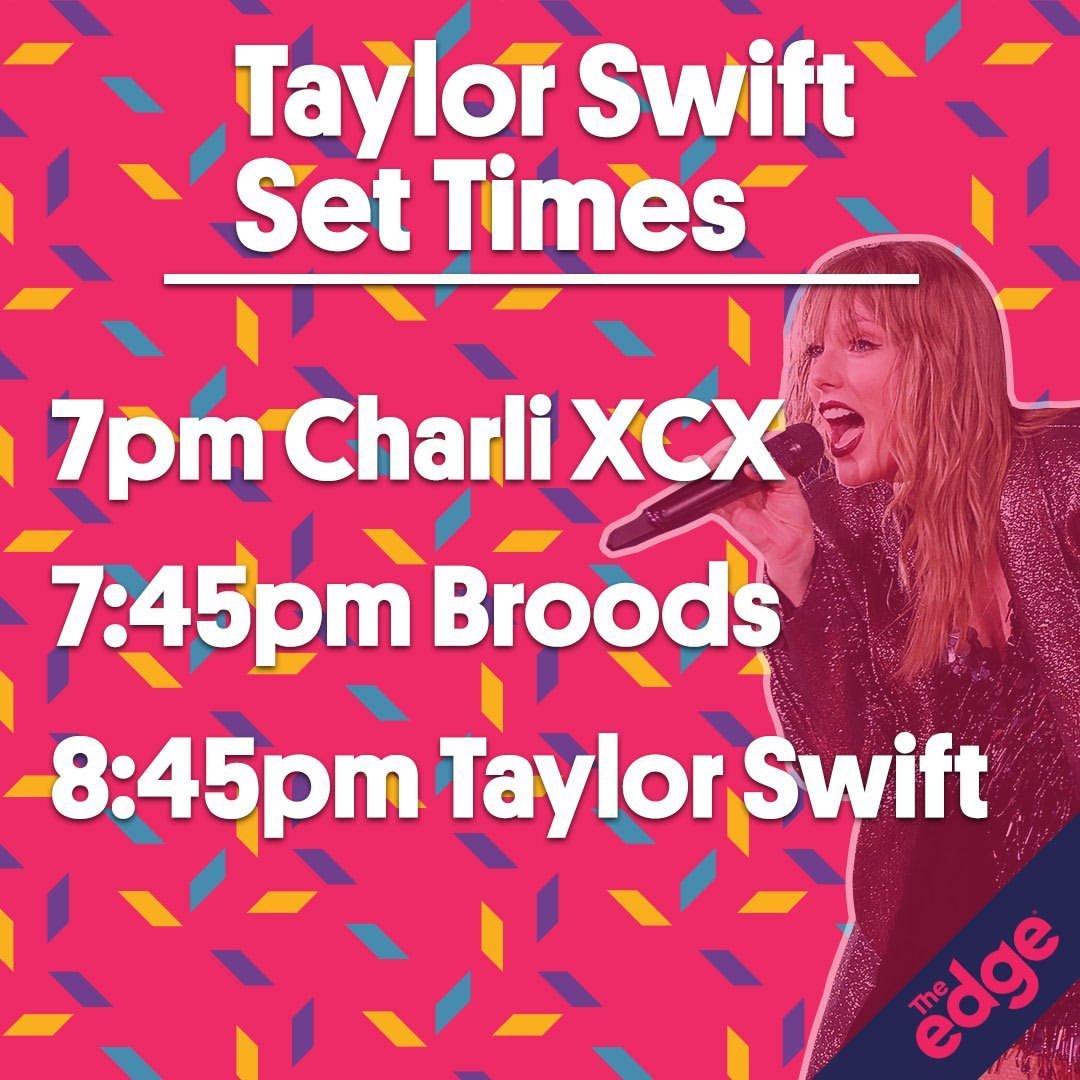 Taylor Swift
Set Times
7pm Charli XCX
7:45pm Broods
8:45pm Taylor Swift
The
edge